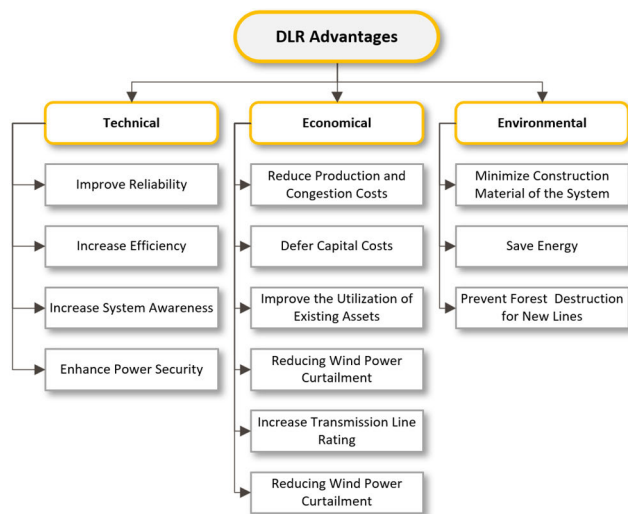 DLR Advantages
Technical
Improve Reliability
Increase Efficiency
Increase System Awareness
Enhance Power Security
Economical
Reduce Production and
Congestion Costs
Defer Capital Costs
Improve the Utilization of
Existing Assets
Reducing Wind Power
Curtailment
Increase Transmission Line
Rating
Reducing Wind Power
Curtailment
Environmental
Minimize Construction
Material of the System
Save Energy
Prevent Forest Destruction
for New Lines